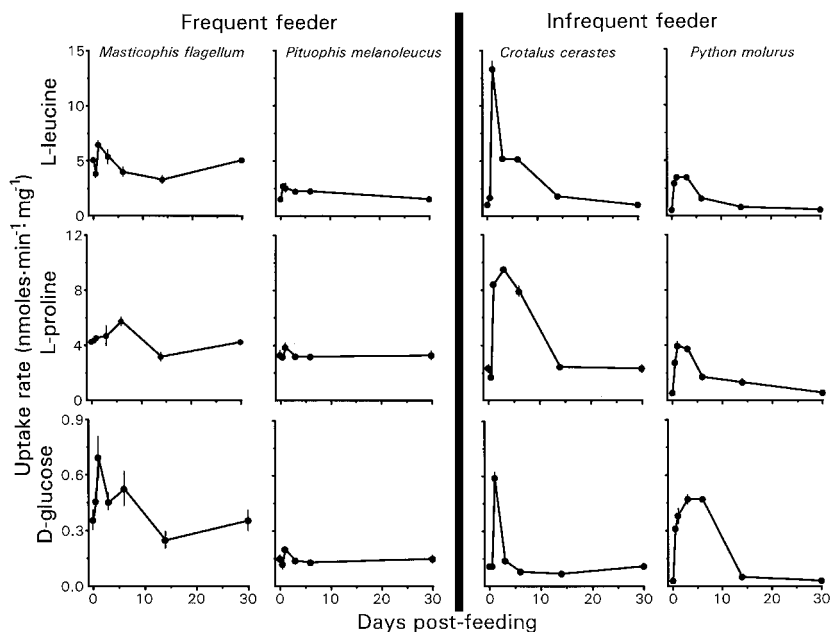 Frequent feeder
Infrequent feeder
Masticophis flagellum
Pituophis melanoleucus
Crotalus cerastes
Python molurus
Uptake rate (nmoles·min⁻¹ mg⁻¹)
L-leucine
15
10
5
0
L-proline
12
8
4
0
D-glucose
0.9
0.6
0.3
0.0
0 10 20 30
0 10 20 30
0 10 20 30
0 10 20 30
Days post-feeding